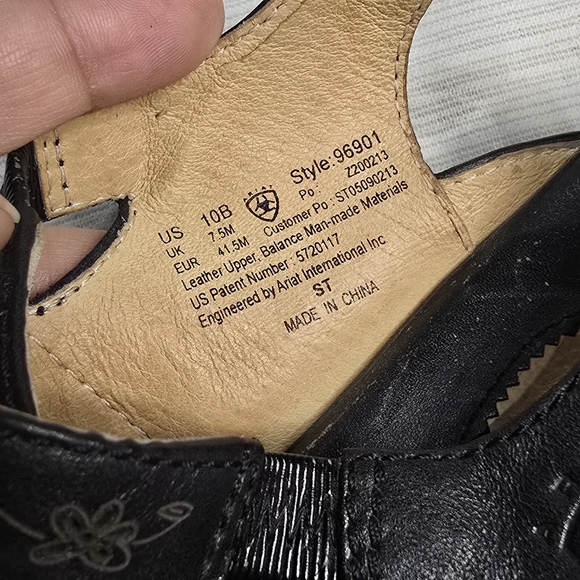 Style:96901
US 10B Po: Z200213
UK 7.5M Customer Po: ST05090213
EUR 41.5M
ARIAT
Leather Upper, Balance Man-made Materials
US Patent Number: 5720117
Engineered by Ariat International Inc
ST
MADE IN CHINA